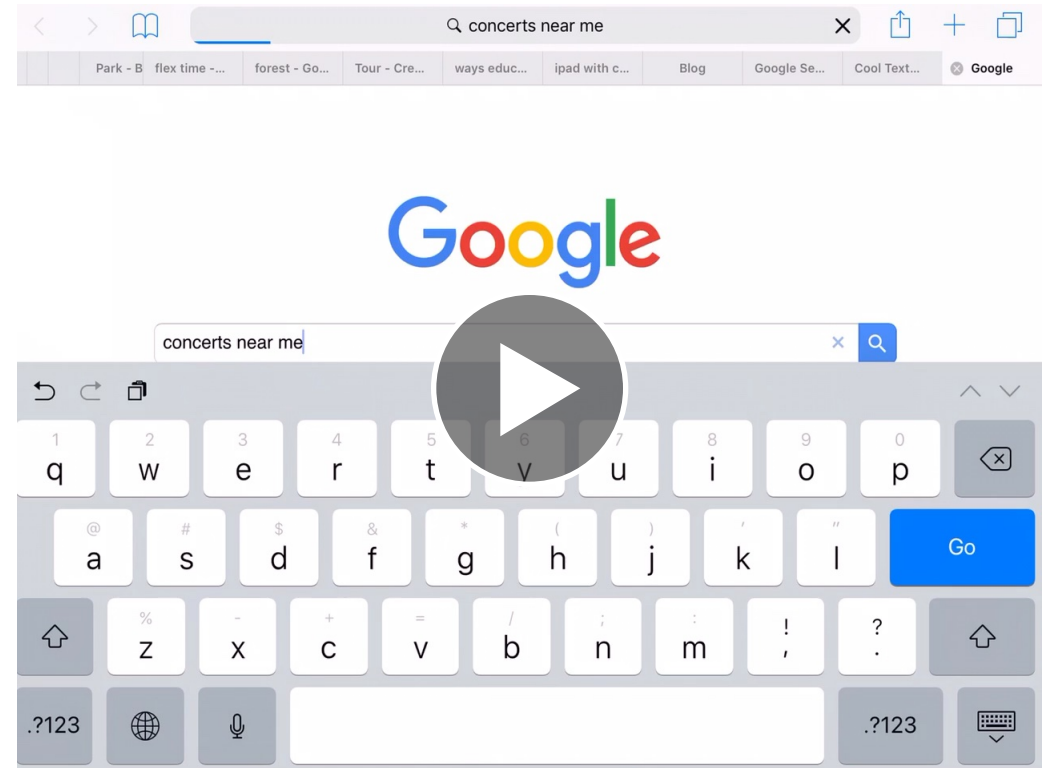 concerts near me
Park - B flex time -... forest - Go... Tour - Cre... ways educ... ipad with c... Blog Google Se... Cool Text... Google
Google
concerts near me
1 2 3 4 5 6 7 8 9 0
q w e r t y u i o p
@ # $ & * ( ) ' "
a s d f g h j k l Go
% - + = / ; : ! ?
z x c v b n m , .
.?123 .?123